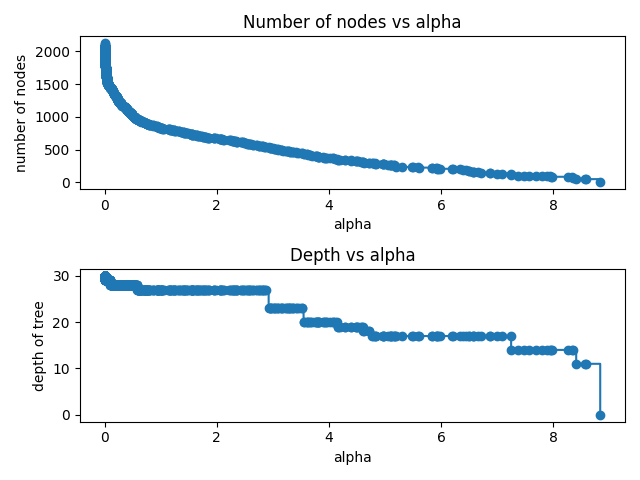 Number of nodes vs alpha
number of nodes
2000
1500
1000
500
0
0 2 4 6 8
alpha
Depth vs alpha
depth of tree
30
20
10
0
0 2 4 6 8
alpha